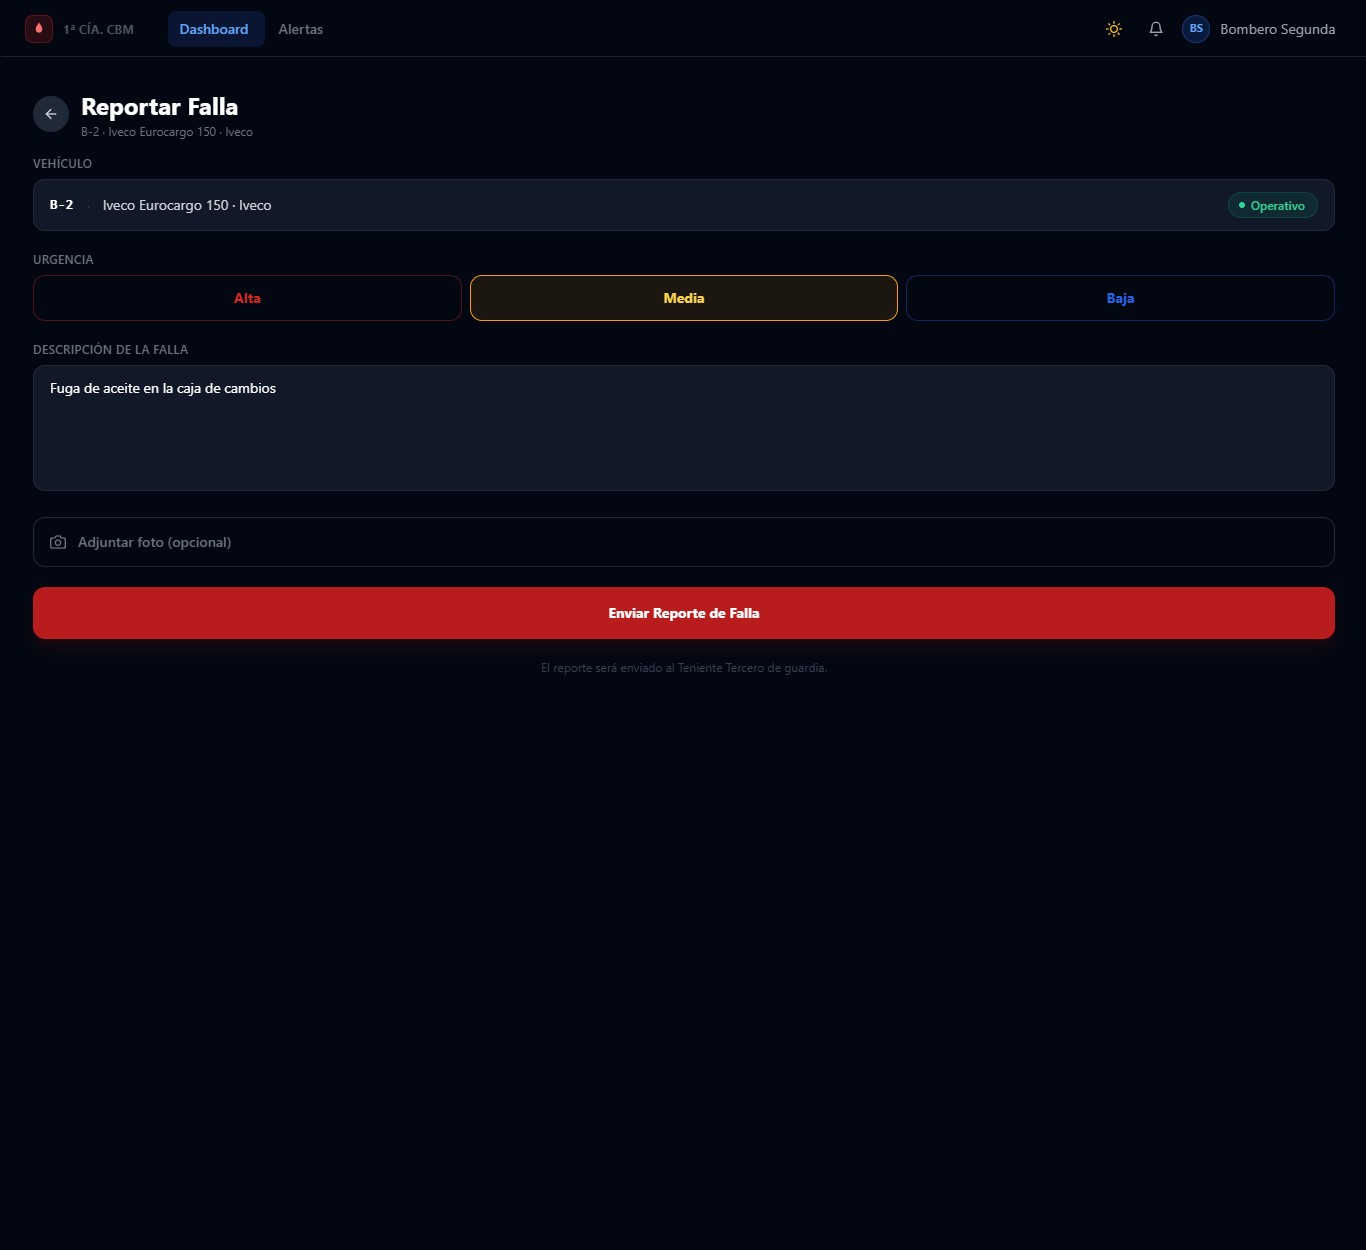 1ª CÍA. CBM
Dashboard
Alertas
BS
Bombero Segunda
Reportar Falla
B-2 · Iveco Eurocargo 150 · Iveco
VEHÍCULO
B-2 · Iveco Eurocargo 150 · Iveco
Operativo
URGENCIA
Alta
Media
Baja
DESCRIPCIÓN DE LA FALLA
Fuga de aceite en la caja de cambios
Adjuntar foto (opcional)
Enviar Reporte de Falla
El reporte será enviado al Teniente Tercero de guardia.